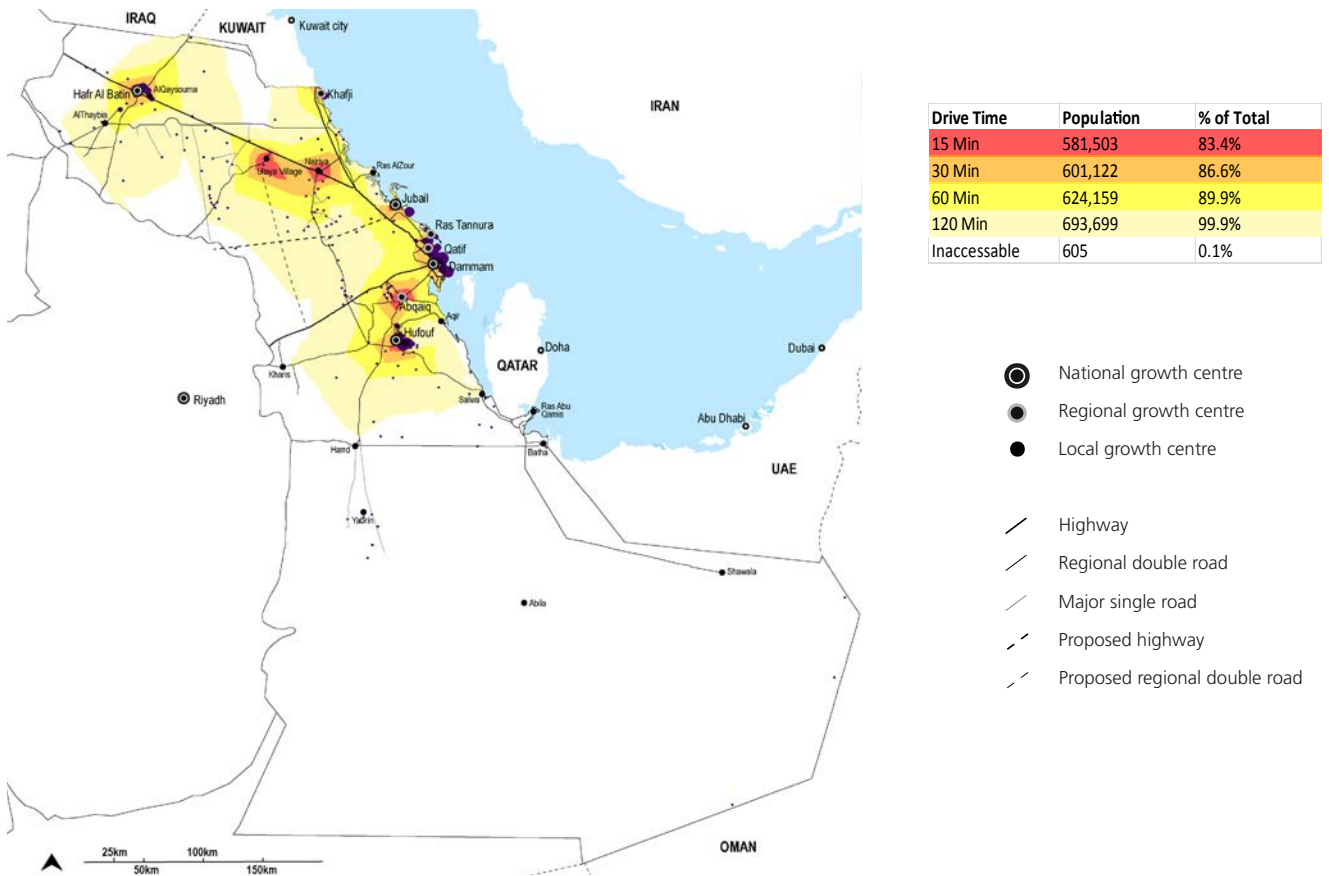 IRAQ
KUWAIT
Kuwait city
Hafr Al Batin
AlQaysouma
Khafji
IRAN
AlThaybia
Ulaya Village
Nairiya
Ras AlZour
Jubail
Ras Tannura
Qatif
Dammam
Abqaiq
Aqir
Hufouf
Doha
QATAR
Dubai
Kharis
Riyadh
Salwa
Ras Abu
Qamis
Abu Dhabi
Harrd
Batha
UAE
Yabrin
Shawala
Abila
OMAN
25km 100km
50km 150km
Drive Time Population % of Total
15 Min 581,503 83.4%
30 Min 601,122 86.6%
60 Min 624,159 89.9%
120 Min 693,699 99.9%
Inaccessable 605 0.1%
National growth centre
Regional growth centre
Local growth centre
Highway
Regional double road
Major single road
Proposed highway
Proposed regional double road